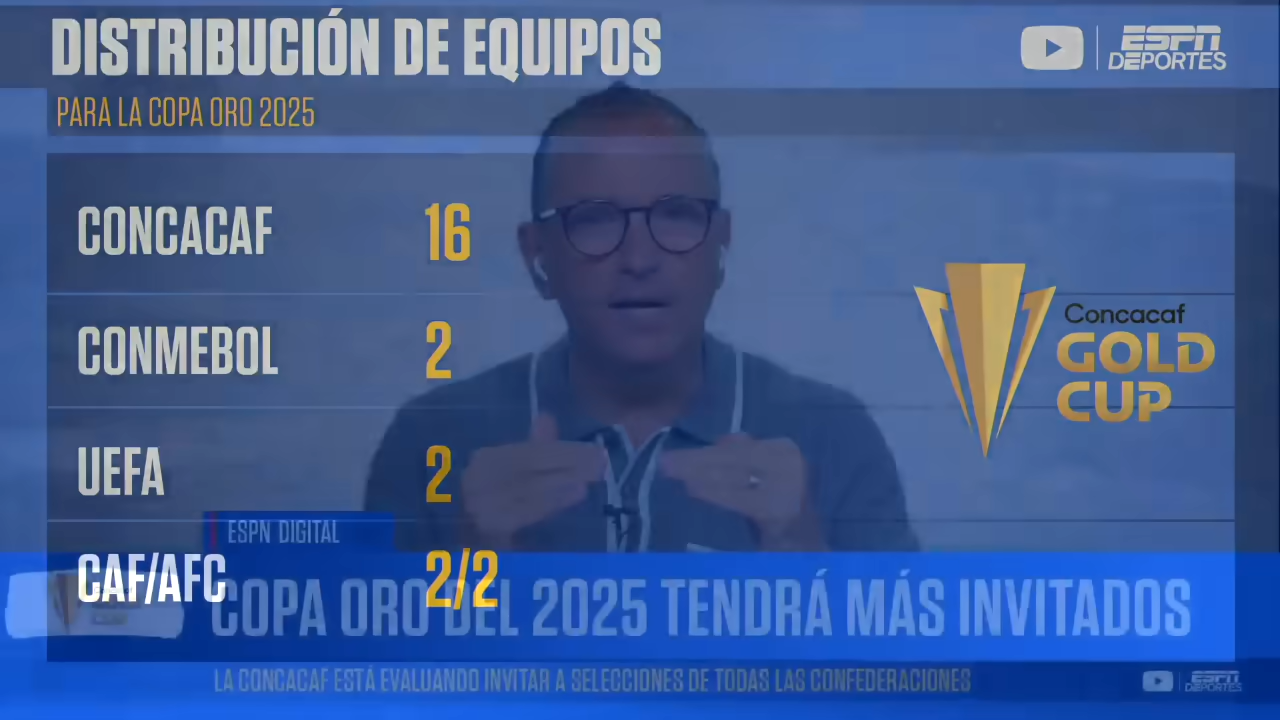 DISTRIBUCIÓN DE EQUIPOS
ESPN
DEPORTES
PARA LA COPA ORO 2025
CONCACAF 16
CONMEBOL 2
UEFA 2
CAF/AFC 2/2
Concacaf
GOLD
CUP
ESPN DIGITAL
COPA ORO DEL 2025 TENDRÁ MÁS INVITADOS
LA CONCACAF ESTÁ EVALUANDO INVITAR A SELECCIONES DE TODAS LAS CONFEDERACIONES
ESPN
DEPORTES